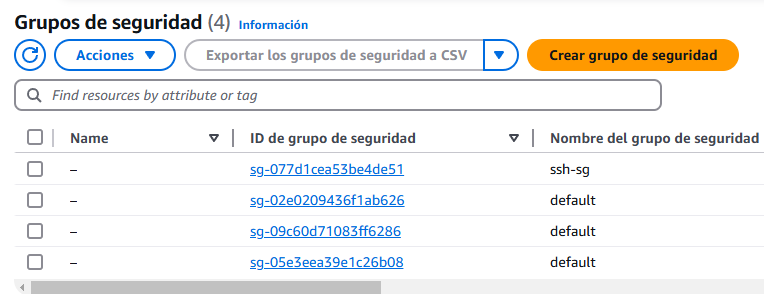 Grupos de seguridad (4) Información
Acciones Exportar los grupos de seguridad a CSV Crear grupo de seguridad
Find resources by attribute or tag
Name ID de grupo de seguridad Nombre del grupo de seguridad
– sg-077d1cea53be4de51 ssh-sg
– sg-02e0209436f1ab626 default
– sg-09c60d71083ff6286 default
– sg-05e3eea39e1c26b08 default